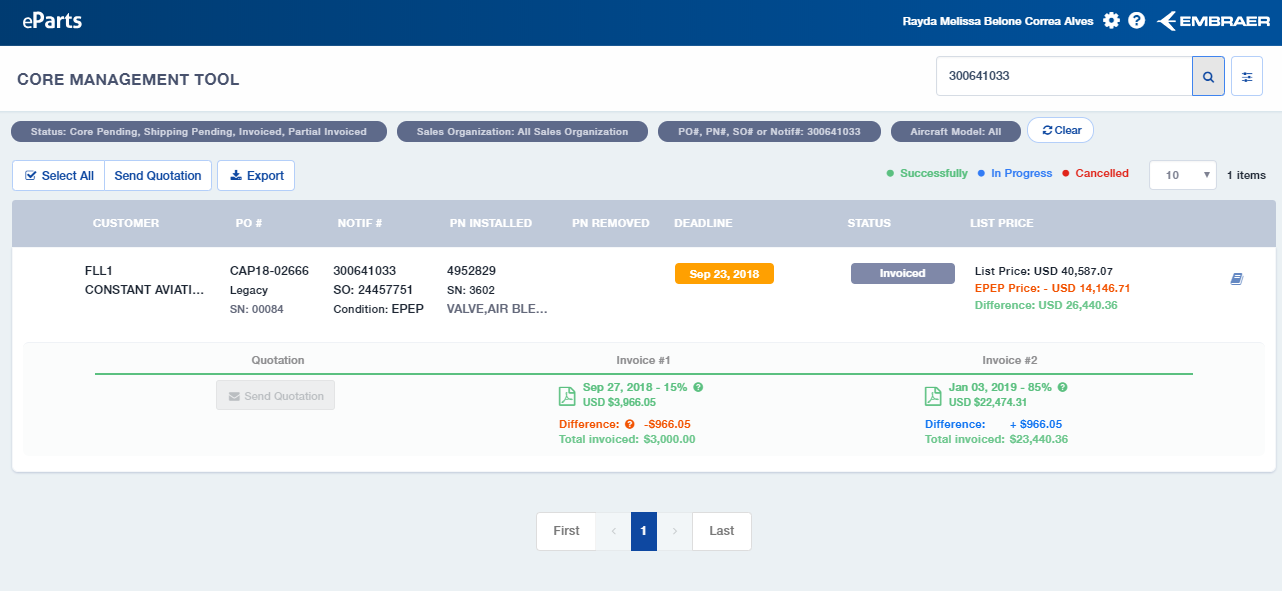 eParts
Rayda Melissa Belone Correa Alves
EMBRAER
CORE MANAGEMENT TOOL
300641033
Status: Core Pending, Shipping Pending, Invoiced, Partial Invoiced
Sales Organization: All Sales Organization
PO#, PN#, SO# or Notif#: 300641033
Aircraft Model: All
Clear
Select All
Send Quotation
Export
Successfully
In Progress
Cancelled
10
1 items
CUSTOMER
PO #
NOTIF #
PN INSTALLED
PN REMOVED
DEADLINE
STATUS
LIST PRICE
FLL1
CONSTANT AVIATI...
CAP18-02666
Legacy
SN: 00084
300641033
SO: 24457751
Condition: EPEP
4952829
SN: 3602
VALVE,AIR BLE...
Sep 23, 2018
Invoiced
List Price: USD 40,587.07
EPEP Price: - USD 14,146.71
Difference: USD 26,440.36
Quotation
Send Quotation
Invoice #1
Sep 27, 2018 - 15%
USD $3,966.05
Difference: -$966.05
Total invoiced: $3,000.00
Invoice #2
Jan 03, 2019 - 85%
USD $22,474.31
Difference: + $966.05
Total invoiced: $23,440.36
First
1
Last